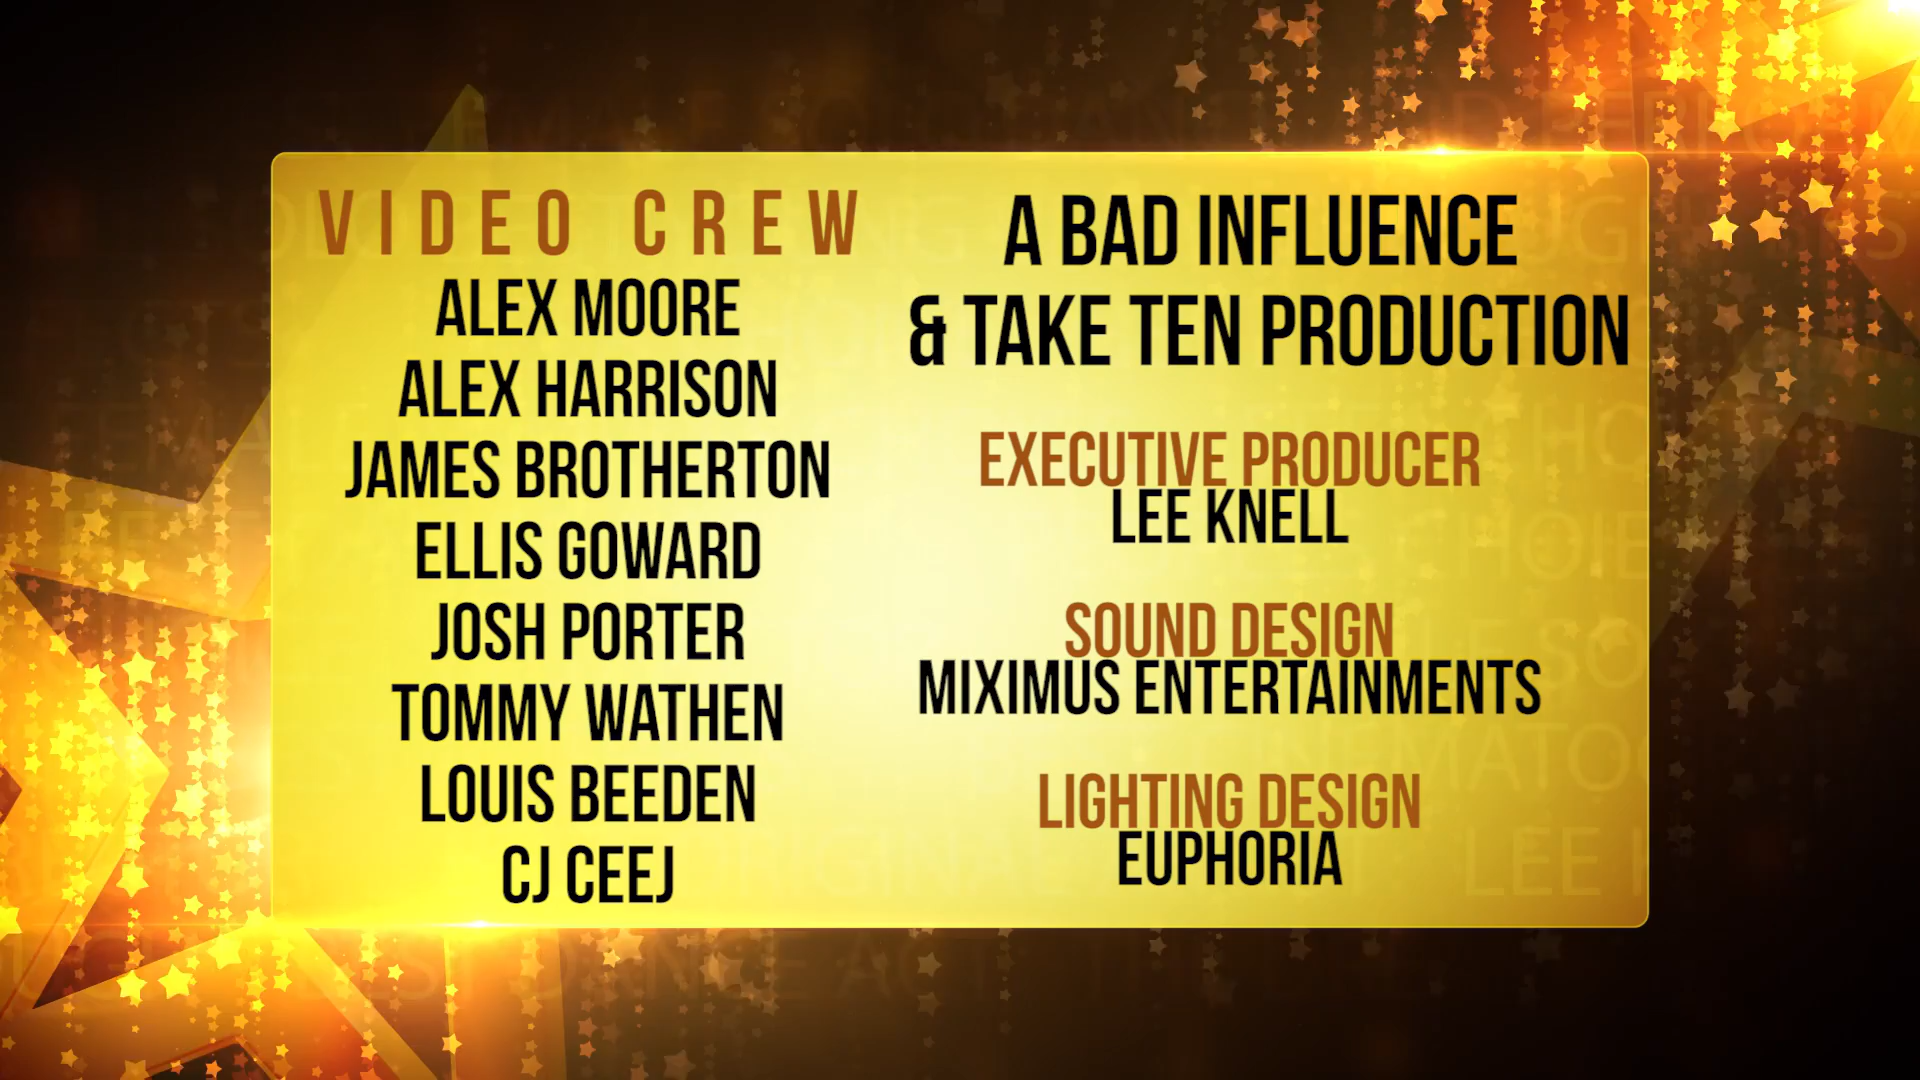 VIDEO CREW
ALEX MOORE
ALEX HARRISON
JAMES BROTHERTON
ELLIS GOWARD
JOSH PORTER
TOMMY WATHEN
LOUIS BEEDEN
CJ CEEJ
A BAD INFLUENCE
& TAKE TEN PRODUCTION
EXECUTIVE PRODUCER
LEE KNELL
SOUND DESIGN
MIXIMUS ENTERTAINMENTS
LIGHTING DESIGN
EUPHORIA